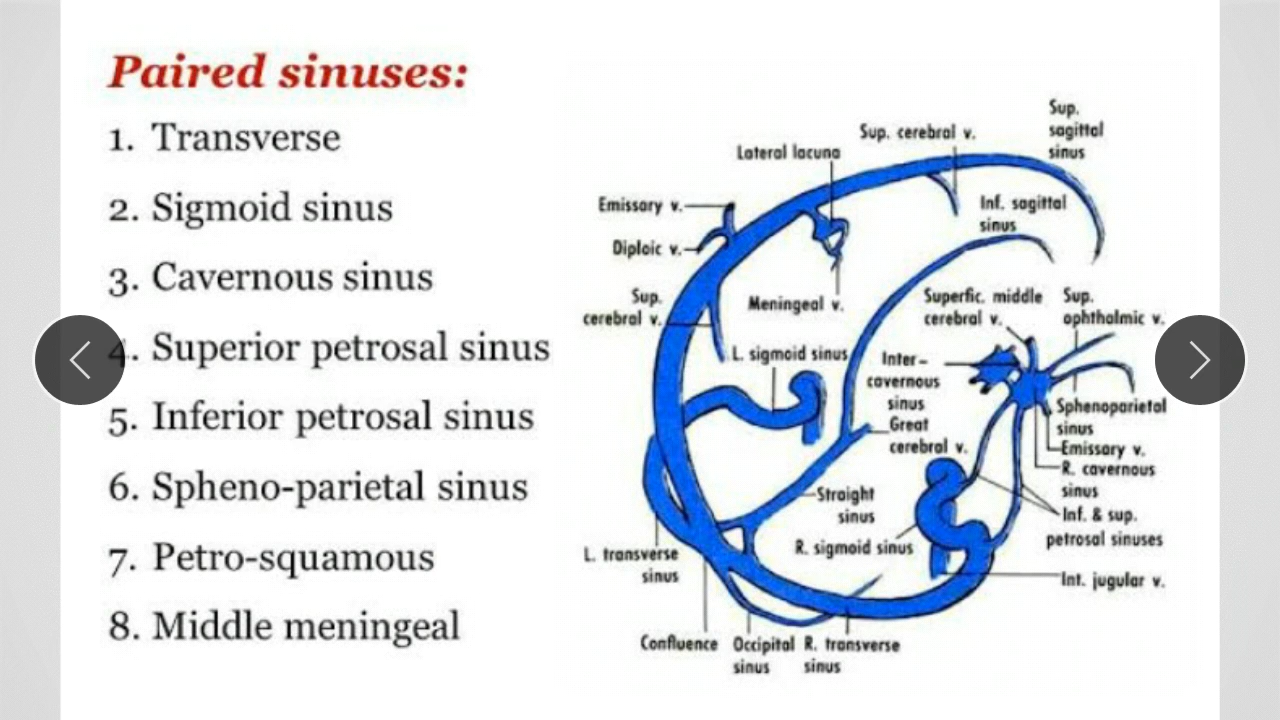 Paired sinuses:
1. Transverse
2. Sigmoid sinus
3. Cavernous sinus
4. Superior petrosal sinus
5. Inferior petrosal sinus
6. Spheno-parietal sinus
7. Petro-squamous
8. Middle meningeal
Sup.
sagittal
sinus
Sup. cerebral v.
Lateral lacuna
Emissary v.
Inf. sagittal
sinus
Diploic v.
Sup.
cerebral v.
Meningeal v.
Superfic. middle
cerebral v.
Sup.
ophthalmic v.
L. sigmoid sinus
Inter-
cavernous
sinus
Great
cerebral v.
Sphenoparietal
sinus
Emissary v.
R. cavernous
sinus
Straight
sinus
Inf. & sup.
petrosal sinuses
R. sigmoid sinus
L. transverse
sinus
Int. jugular v.
Confluence
Occipital
sinus
R. transverse
sinus